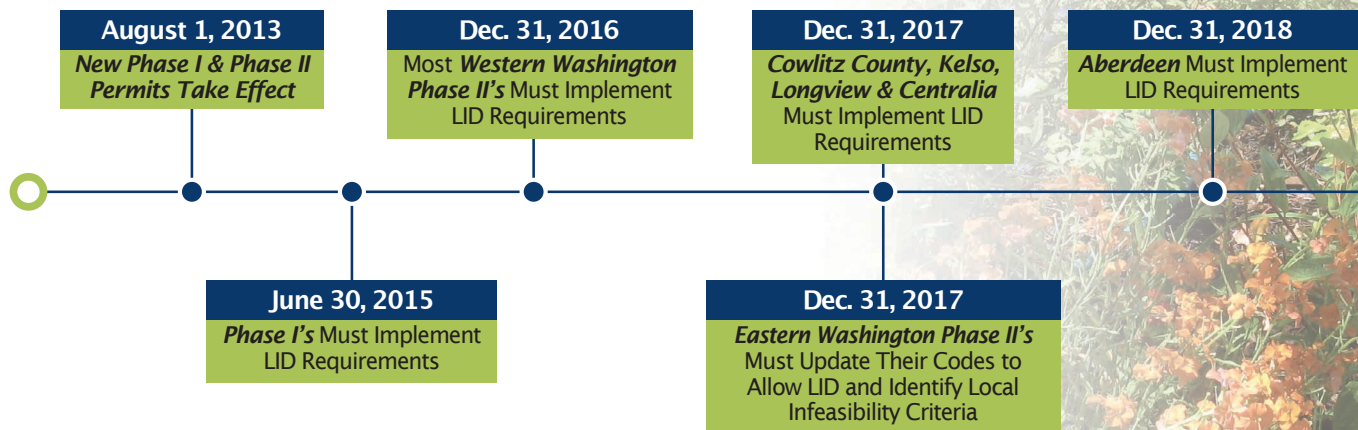 August 1, 2013
New Phase I & Phase II
Permits Take Effect
June 30, 2015
Phase I's Must Implement
LID Requirements
Dec. 31, 2016
Most Western Washington
Phase II's Must Implement
LID Requirements
Dec. 31, 2017
Cowlitz County, Kelso,
Longview & Centralia
Must Implement LID
Requirements
Dec. 31, 2017
Eastern Washington Phase II's
Must Update Their Codes to
Allow LID and Identify Local
Infeasibility Criteria
Dec. 31, 2018
Aberdeen Must Implement
LID Requirements